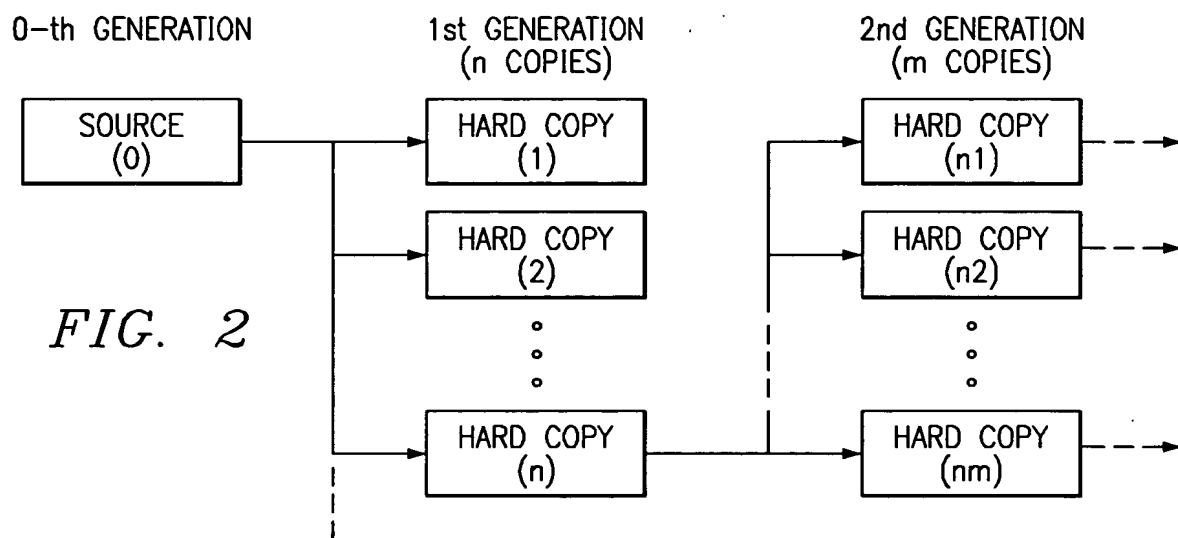 0-th GENERATION
1st GENERATION
(n COPIES)
2nd GENERATION
(m COPIES)
SOURCE
(0)
HARD COPY
(1)
HARD COPY
(n1)
HARD COPY
(2)
HARD COPY
(n2)
FIG. 2
HARD COPY
(n)
HARD COPY
(nm)